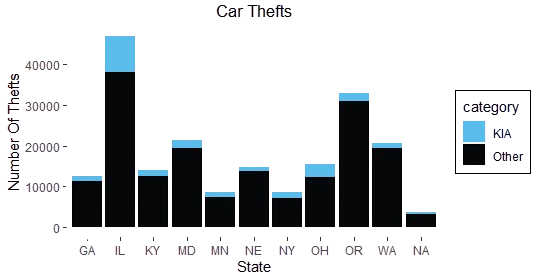 Car Thefts
Number Of Thefts
40000
30000
20000
10000
0
GA IL KY MD MN NE NY OH OR WA NA
State
category
KIA
Other